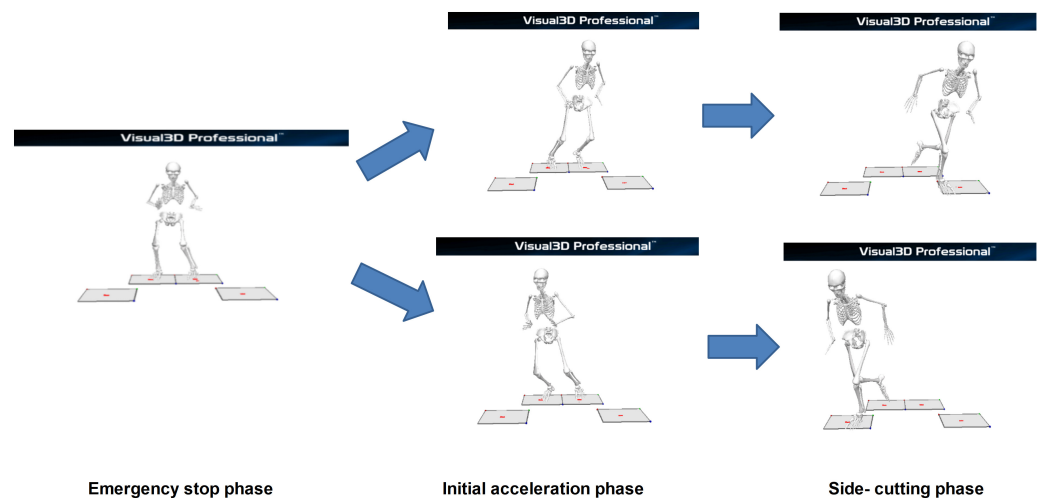 Visual3D Professional™
Visual3D Professional™
Visual3D Professional™
Visual3D Professional™
Visual3D Professional™
Emergency stop phase
Initial acceleration phase
Side- cutting phase